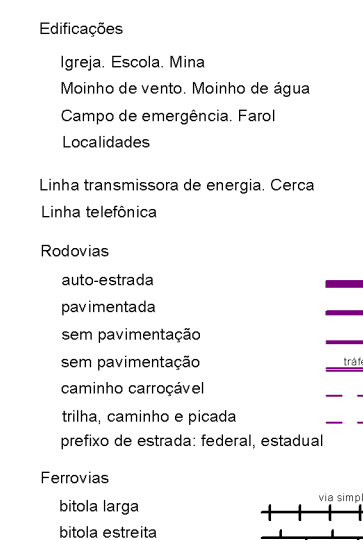 Edificações
Igreja. Escola. Mina
Moinho de vento. Moinho de água
Campo de emergência. Farol
Localidades
Linha transmissora de energia. Cerca
Linha telefônica
Rodovias
auto-estrada
pavimentada
sem pavimentação
sem pavimentação
caminho carroçável
trilha, caminho e picada
prefixo de estrada: federal, estadual
Ferrovias
via simpl
bitola larga
bitola estreita